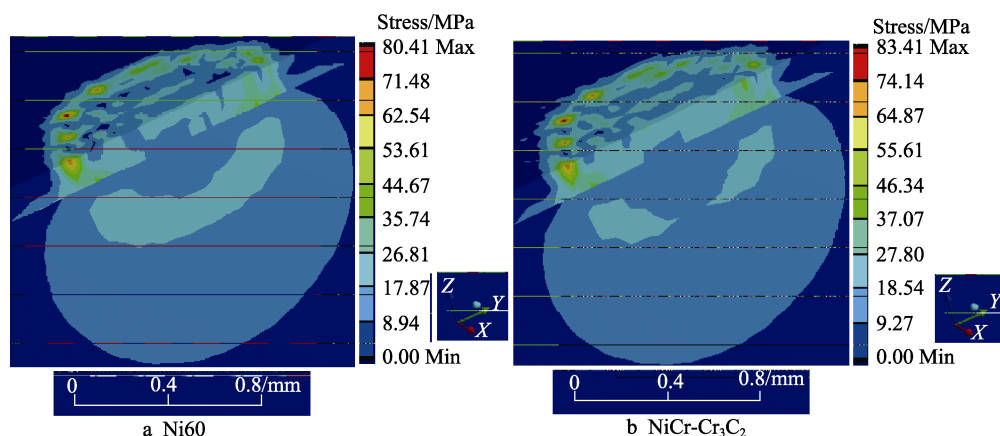 Stress/MPa
80.41 Max
71.48
62.54
53.61
44.67
35.74
26.81
17.87
8.94
0.00 Min
Z
Y
X
0 0.4 0.8/mm
a Ni60
Stress/MPa
83.41 Max
74.14
64.87
55.61
46.34
37.07
27.80
18.54
9.27
0.00 Min
Z
Y
X
0 0.4 0.8/mm
b NiCr-Cr₃C₂